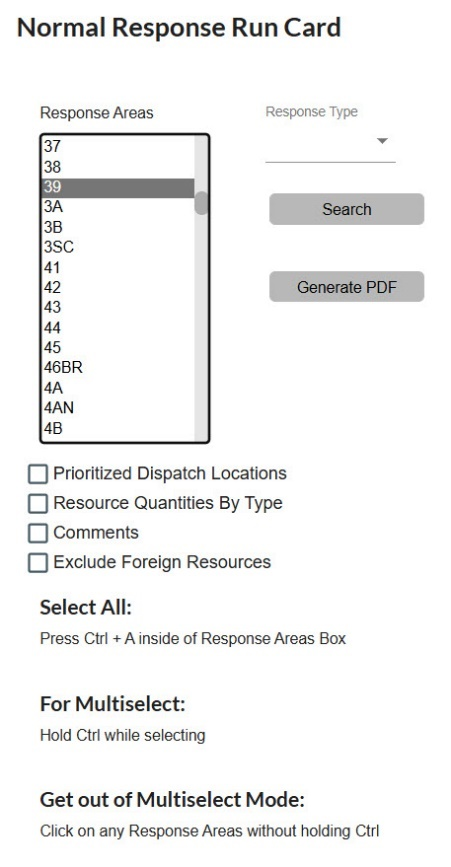 Normal Response Run Card
Response Areas
Response Type
37
38
39
3A
3B
3SC
41
42
43
44
45
46BR
4A
4AN
4B
Search
Generate PDF
Prioritized Dispatch Locations
Resource Quantities By Type
Comments
Exclude Foreign Resources
Select All:
Press Ctrl + A inside of Response Areas Box
For Multiselect:
Hold Ctrl while selecting
Get out of Multiselect Mode:
Click on any Response Areas without holding Ctrl